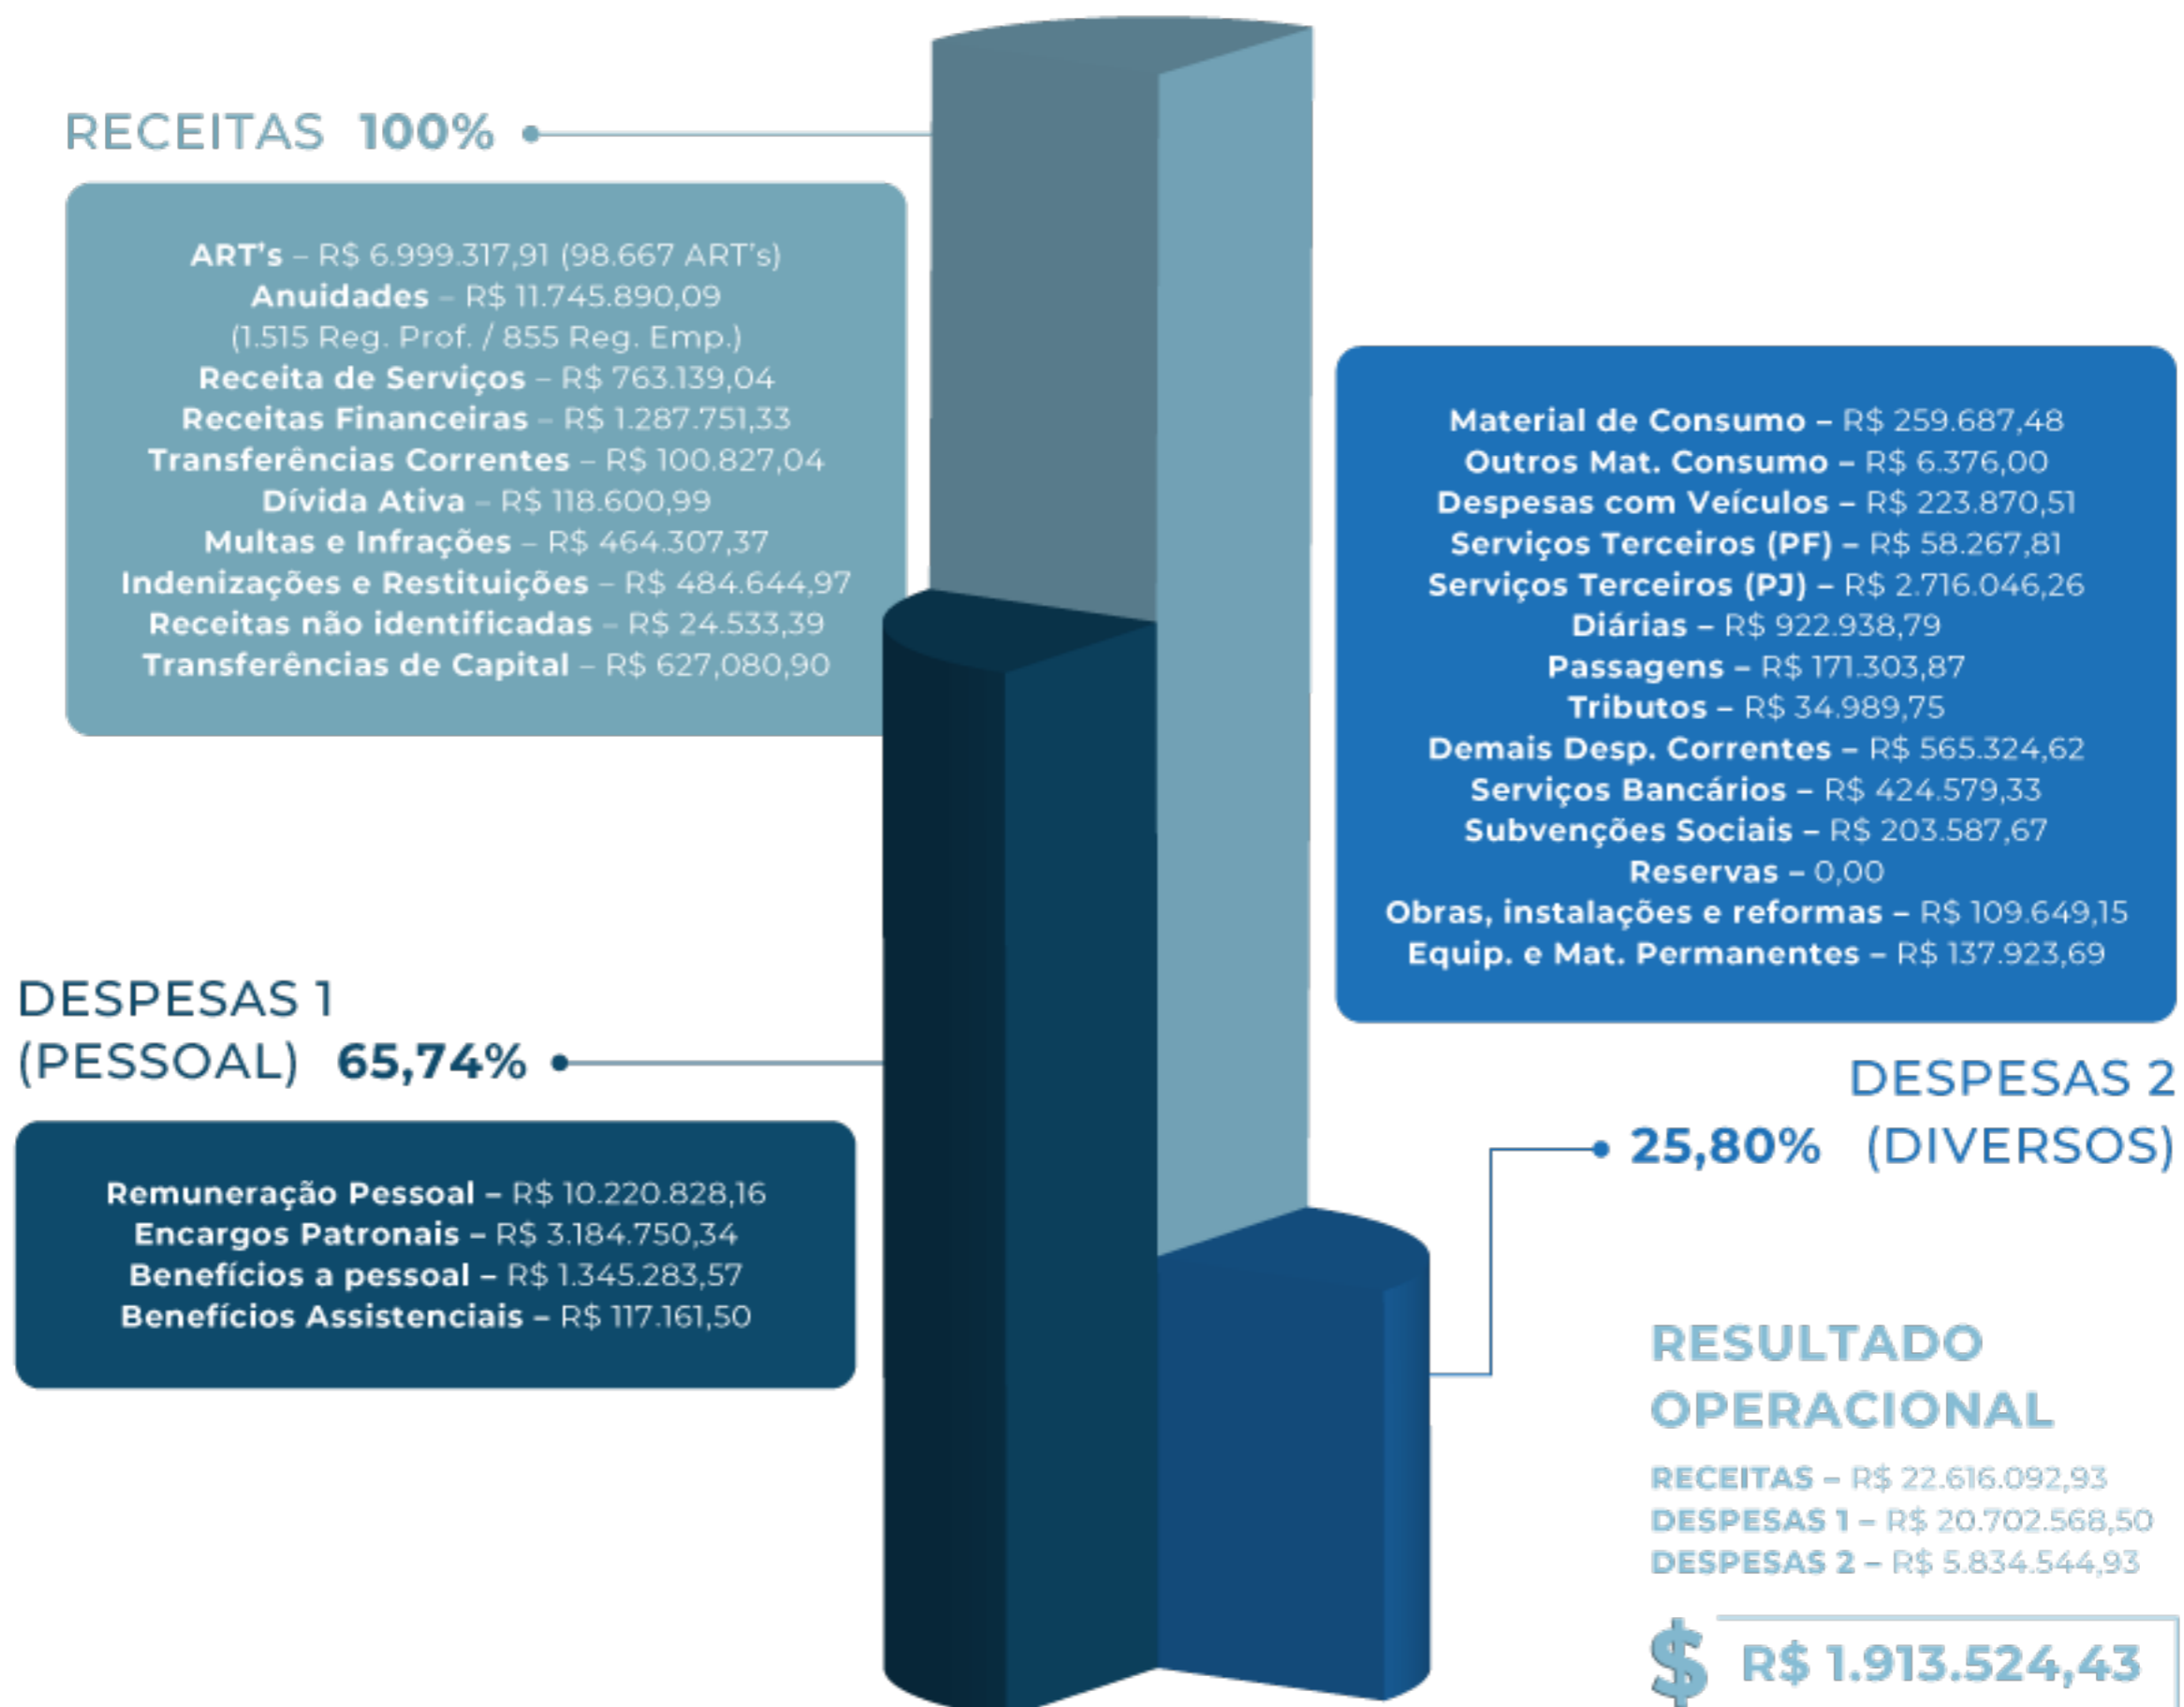 RECEITAS 100%
ART's – R$ 6.999.317,91 (98.667 ART's)
Anuidades – R$ 11.745.890,09
(1.515 Reg. Prof. / 855 Reg. Emp.)
Receita de Serviços – R$ 763.139,04
Receitas Financeiras – R$ 1.287.751,33
Transferências Correntes – R$ 100.827,04
Dívida Ativa – R$ 118.600,99
Multas e Infrações – R$ 464.307,37
Indenizações e Restituições – R$ 484.644,97
Receitas não identificadas – R$ 24.533,39
Transferências de Capital – R$ 627,080,90
DESPESAS 1
(PESSOAL) 65,74%
Remuneração Pessoal – R$ 10.220.828,16
Encargos Patronais – R$ 3.184.750,34
Benefícios a pessoal – R$ 1.345.283,57
Benefícios Assistenciais – R$ 117.161,50
Material de Consumo – R$ 259.687,48
Outros Mat. Consumo – R$ 6.376,00
Despesas com Veículos – R$ 223.870,51
Serviços Terceiros (PF) – R$ 58.267,81
Serviços Terceiros (PJ) – R$ 2.716.046,26
Diárias – R$ 922.938,79
Passagens – R$ 171.303,87
Tributos – R$ 34.989,75
Demais Desp. Correntes – R$ 565.324,62
Serviços Bancários – R$ 424.579,33
Subvenções Sociais – R$ 203.587,67
Reservas – 0,00
Obras, instalações e reformas – R$ 109.649,15
Equip. e Mat. Permanentes – R$ 137.923,69
DESPESAS 2
25,80% (DIVERSOS)
RESULTADO
OPERACIONAL
RECEITAS – R$ 22.616.092,93
DESPESAS 1 – R$ 20.702.568,50
DESPESAS 2 – R$ 5.834.544,93
$ R$ 1.913.524,43